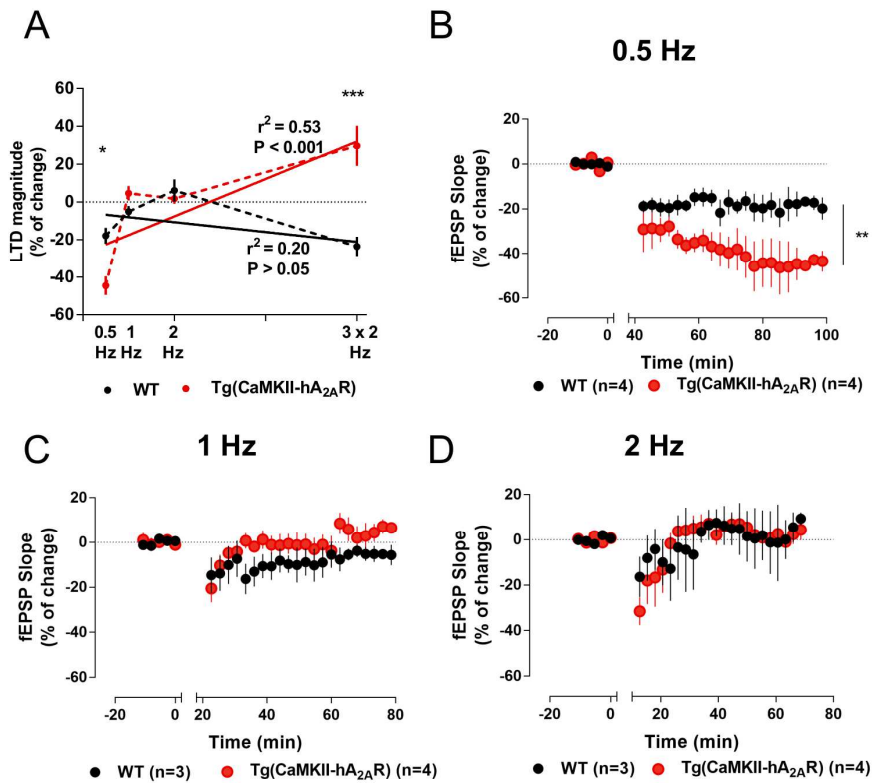 A
LTD magnitude
(% of change)
60
40
20
0
-20
-40
-60
*
***
r² = 0.53
P < 0.001
r² = 0.20
P > 0.05
0.5 1 2 3 x 2
Hz Hz Hz Hz
WT Tg(CaMKII-hA₂AR)
B
0.5 Hz
fEPSP Slope
(% of change)
20
0
-20
-40
-60
**
-20 0 40 60 80 100
Time (min)
WT (n=4) Tg(CaMKII-hA₂AR) (n=4)
C
1 Hz
fEPSP Slope
(% of change)
20
0
-20
-40
-60
-20 0 20 40 60 80
Time (min)
WT (n=3) Tg(CaMKII-hA₂AR) (n=4)
D
2 Hz
fEPSP Slope
(% of change)
20
0
-20
-40
-60
-20 0 20 40 60 80
Time (min)
WT (n=3) Tg(CaMKII-hA₂AR) (n=4)